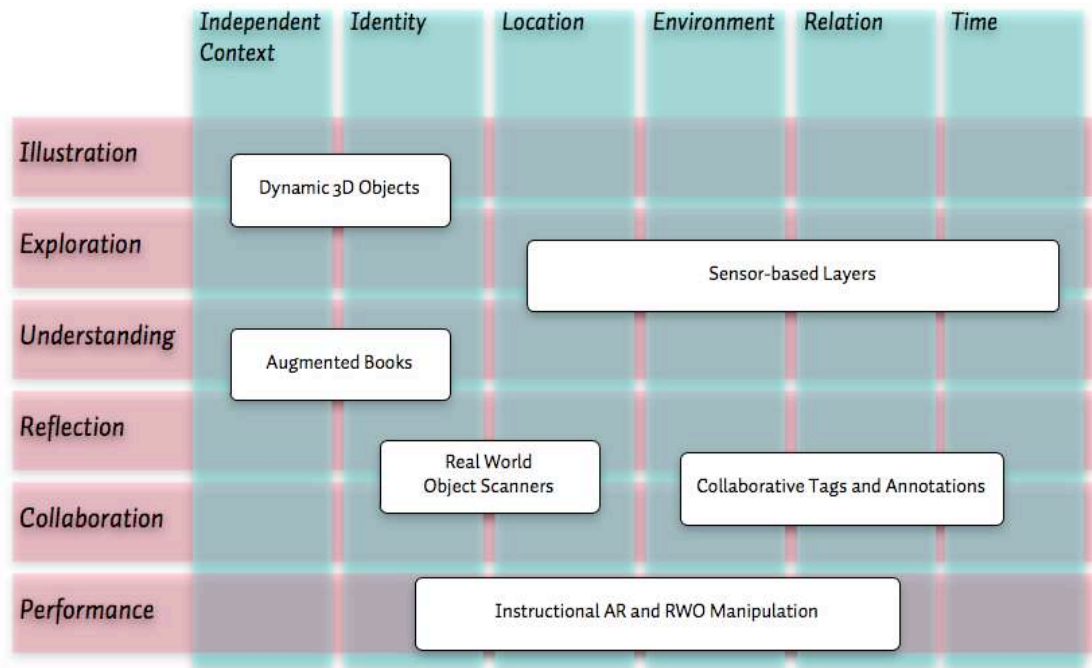 Independent
Context
Identity
Location
Environment
Relation
Time
Illustration
Dynamic 3D Objects
Exploration
Sensor-based Layers
Understanding
Augmented Books
Reflection
Real World
Object Scanners
Collaborative Tags and Annotations
Collaboration
Performance
Instructional AR and RWO Manipulation